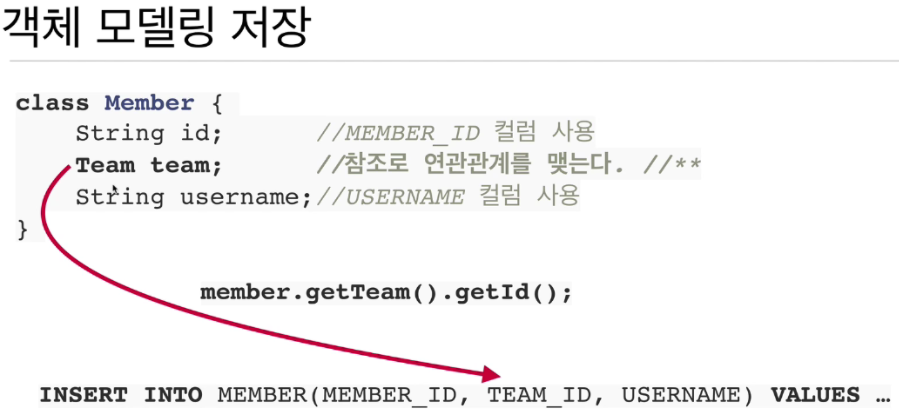 객체 모델링 저장
class Member {
String id; //MEMBER_ID 컬럼 사용
Team team; //참조로 연관관계를 맺는다. //**
String username;//USERNAME 컬럼 사용
}
member.getTeam().getId();
INSERT INTO MEMBER(MEMBER_ID, TEAM_ID, USERNAME) VALUES …